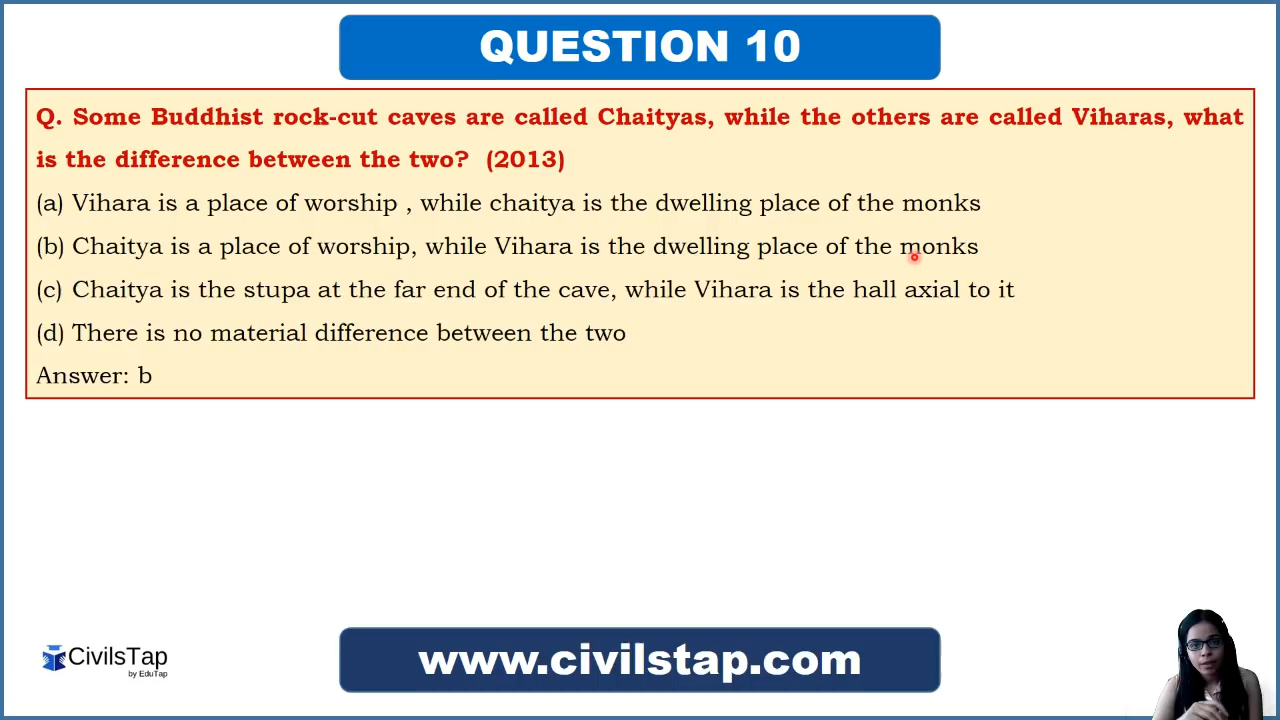 QUESTION 10
Q. Some Buddhist rock-cut caves are called Chaityas, while the others are called Viharas, what
is the difference between the two? (2013)
(a) Vihara is a place of worship , while chaitya is the dwelling place of the monks
(b) Chaitya is a place of worship, while Vihara is the dwelling place of the monks
(c) Chaitya is the stupa at the far end of the cave, while Vihara is the hall axial to it
(d) There is no material difference between the two
Answer: b
CivilsTap
by EduTap
www.civilstap.com